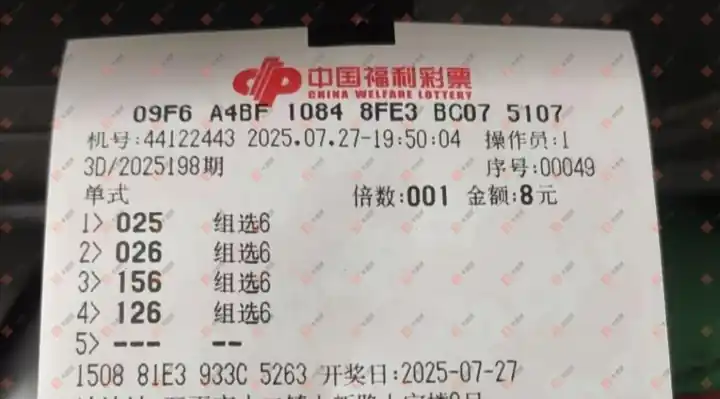 中国福利彩票
CHINA WELFARE LOTTERY
09F6 A4BF 1084 8FE3 BC07 5107
机号:44122443 2025.07.27-19:50:04 操作员:1
3D/2025198期 序号:00049
单式 倍数:001 金额:8元
1> 025 组选6
2> 026 组选6
3> 156 组选6
4> 126 组选6
5> --- --
1508 81E3 933C 5263 开奖日:2025-07-27